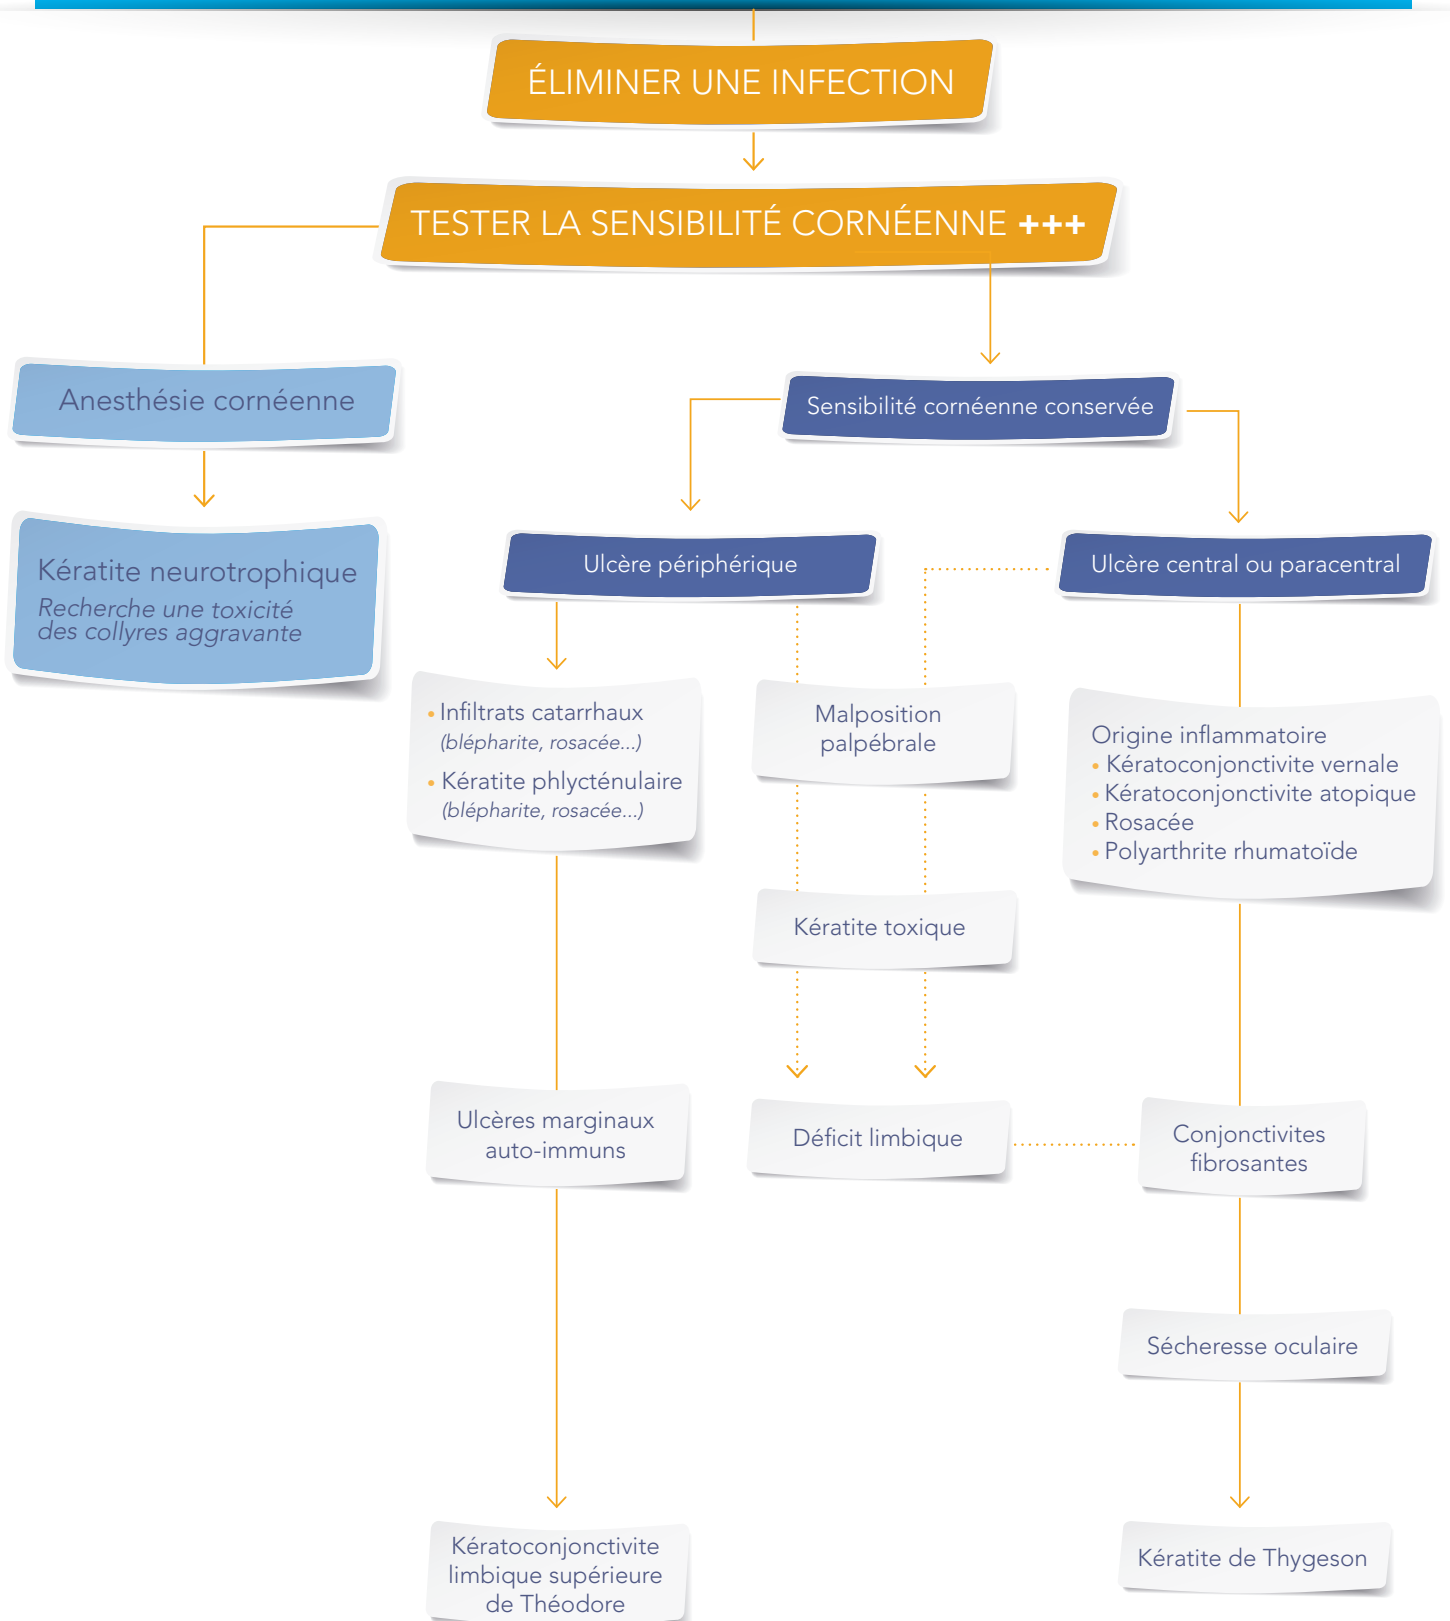 ÉLIMINER UNE INFECTION
TESTER LA SENSIBILITÉ CORNÉENNE +++
Anesthésie cornéenne
Sensibilité cornéenne conservée
Kératite neurotrophique
Recherche une toxicité
des collyres aggravante
Ulcère périphérique
Ulcère central ou paracentral
• Infiltrats catarrhaux
(blépharite, rosacée...)
• Kératite phlycténulaire
(blépharite, rosacée...)
Malposition
palpébrale
Origine inflammatoire
• Kératoconjonctivite vernale
• Kératoconjonctivite atopique
• Rosacée
• Polyarthrite rhumatoïde
Kératite toxique
Ulcères marginaux
auto-immuns
Déficit limbique
Conjonctivites
fibrosantes
Sécheresse oculaire
Kératoconjonctivite
limbique supérieure
de Théodore
Kératite de Thygeson